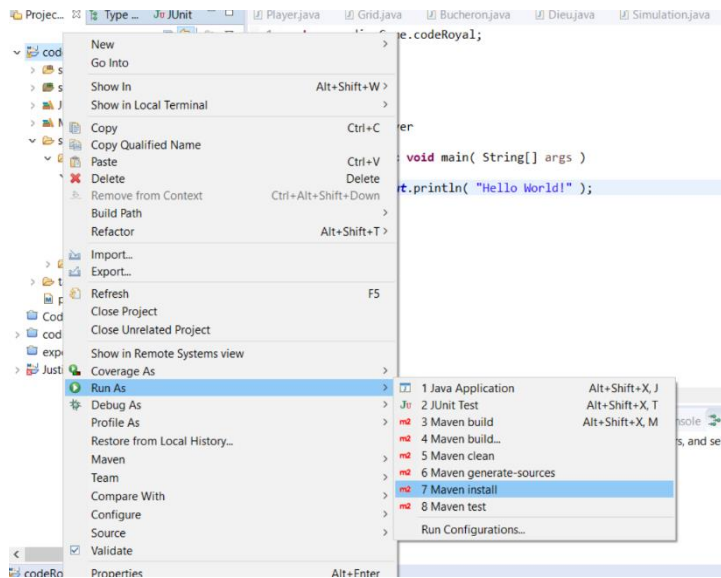 Projec... Type ... JUnit Player.java Grid.java Bucheron.java Dieu.java Simulation.java
e.codeRoyal;
New
cod
Go Into
Show In Alt+Shift+W
Show in Local Terminal
Copy Ctrl+C
er
Copy Qualified Name
Paste Ctrl+V
void main( String[] args )
Delete Delete
Remove from Context Ctrl+Alt+Shift+Down
t.println( "Hello World!" );
Build Path
Refactor Alt+Shift+T
Import...
Export...
Refresh F5
Close Project
Cod
Close Unrelated Project
cod
expe
Show in Remote Systems view
Justi
Coverage As
Run As
1 Java Application Alt+Shift+X, J
Debug As
2 JUnit Test Alt+Shift+X, T
Profile As
3 Maven build Alt+Shift+X, M
nsole
Restore from Local History...
4 Maven build...
s, and se
Maven
5 Maven clean
Team
6 Maven generate-sources
Compare With
7 Maven install
Configure
8 Maven test
Source
Run Configurations...
Validate
codeRo
Properties Alt+Enter